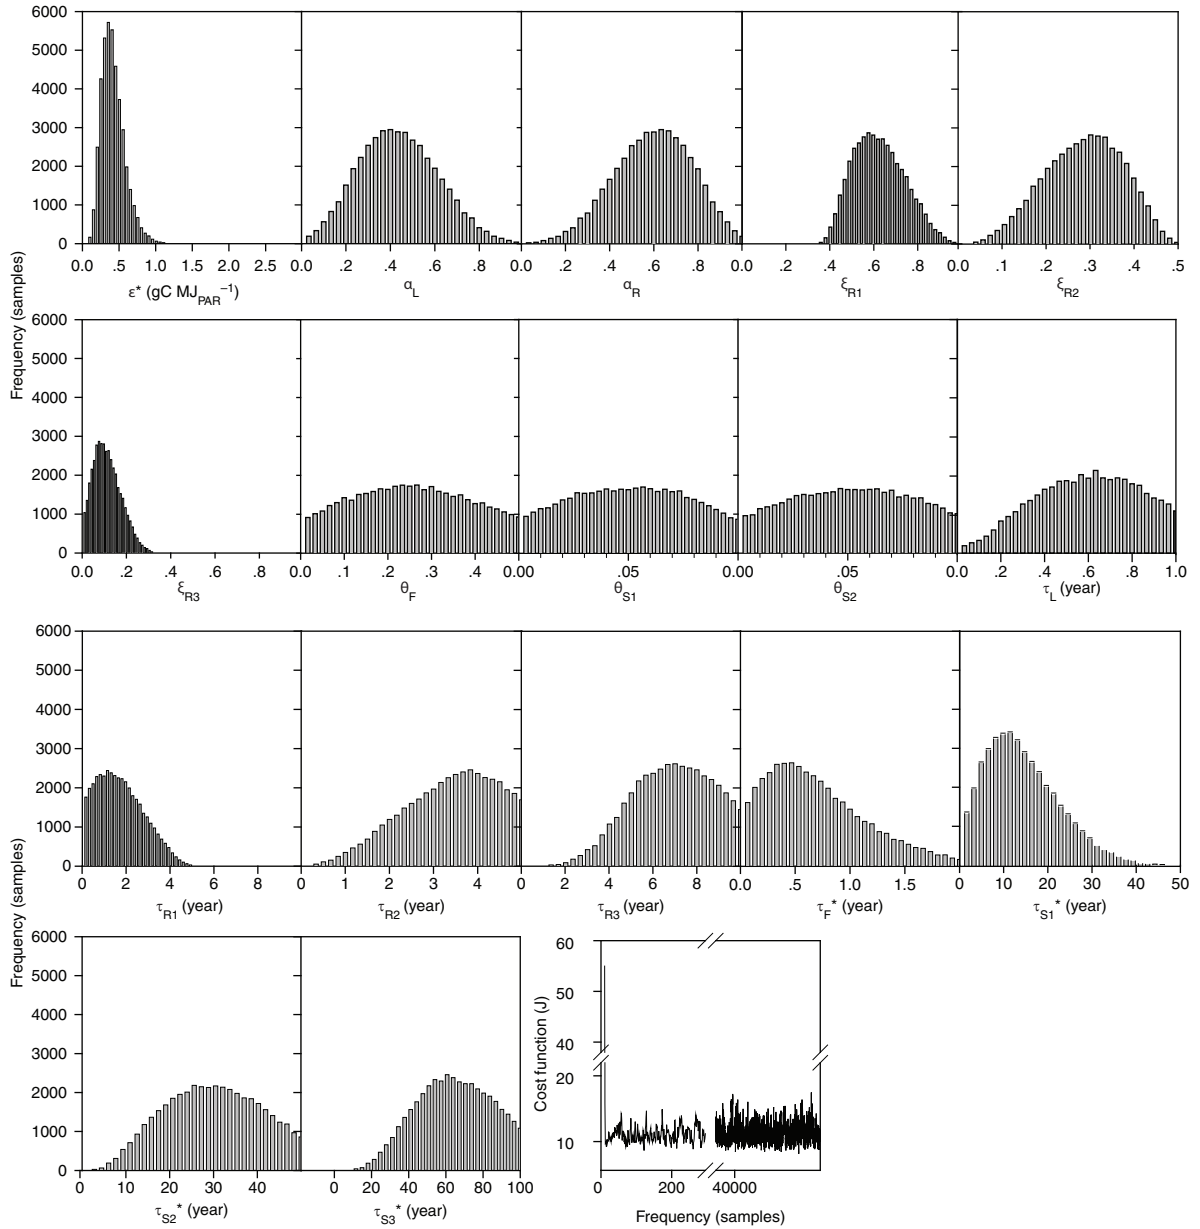 6000
5000
4000
3000
2000
1000
0
0.0 .5 1.0 1.5 2.0 2.5 0.0 .2 .4 .6 .8 0.0 .2 .4 .6 .8 0.0 .2 .4 .6 .8 0.0 .1 .2 .3 .4 .5
ε* (gC MJPAR−1) αL αR ξR1 ξR2
Frequency (samples)
6000
5000
4000
3000
2000
1000
0
0.0 .2 .4 .6 .8 0.0 .1 .2 .3 .4 0.00 .05 0.00 .05 0.0 .2 .4 .6 .8 1.0
ξR3 θF θS1 θS2 τL (year)
6000
5000
4000
3000
2000
1000
0
0 2 4 6 8 0 1 2 3 4 0 2 4 6 8 0.0 .5 1.0 1.5 0 10 20 30 40 50
τR1 (year) τR2 (year) τR3 (year) τF* (year) τS1* (year)
Frequency (samples)
6000
5000
4000
3000
2000
1000
0
0 10 20 30 40 0 20 40 60 80 100
τS2* (year) τS3* (year)
Cost function (J)
60
50
40
20
10
0 200 40000
Frequency (samples)